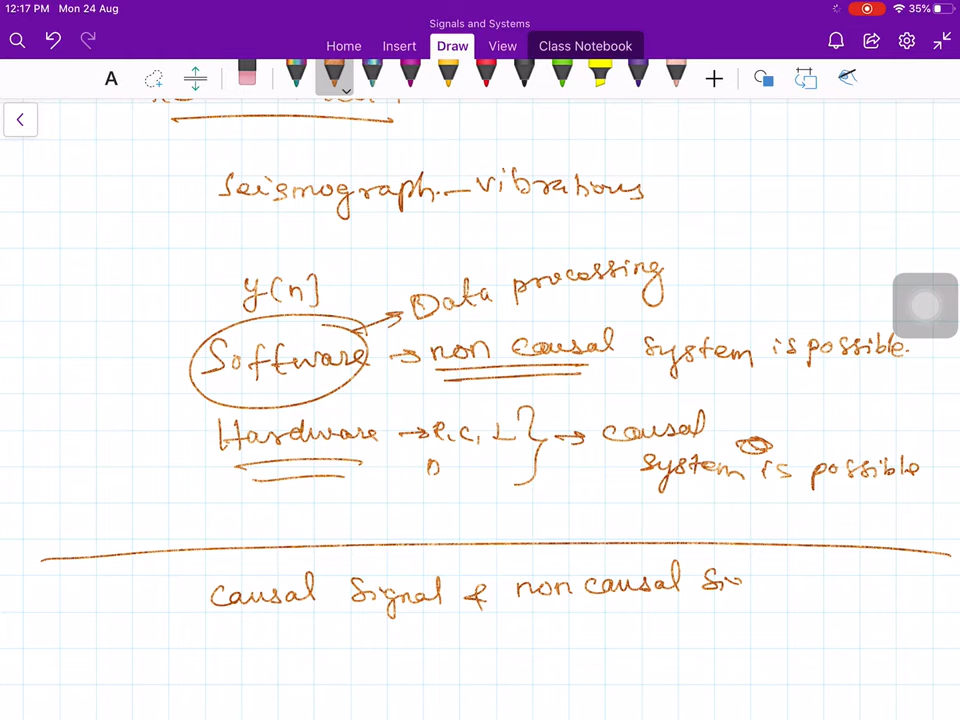 12:17 PM Mon 24 Aug
35%
Signals and Systems
Home Insert Draw View Class Notebook
Seismograph - vibrations
y[n]
Data processing
Software → non causal system is possible.
Hardware → R, C, L } → causal
D
system is possible
causal signal & non causal Si